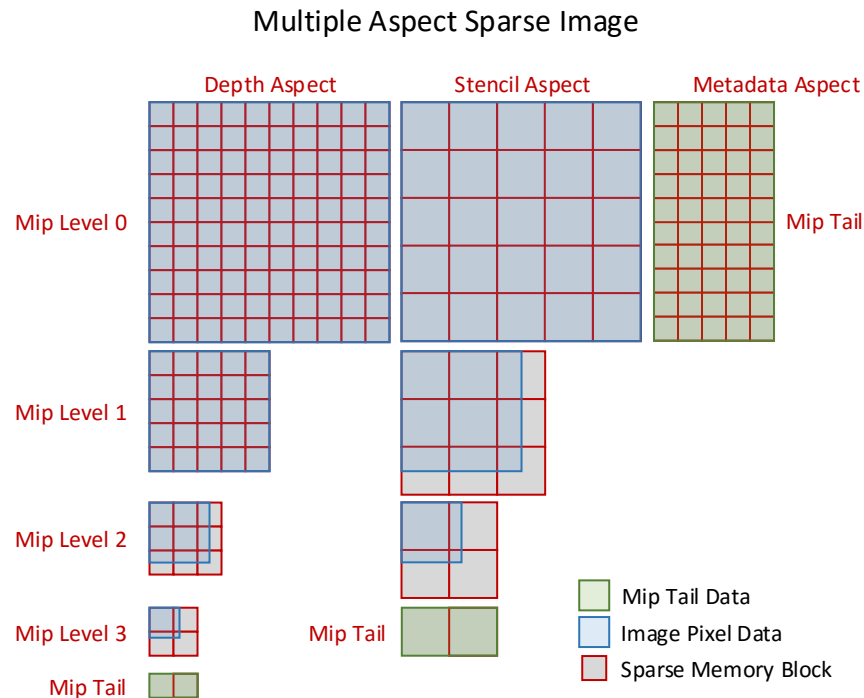 Multiple Aspect Sparse Image
Depth Aspect
Stencil Aspect
Metadata Aspect
Mip Level 0
Mip Tail
Mip Level 1
Mip Level 2
Mip Level 3
Mip Tail
Mip Tail
Mip Tail Data
Image Pixel Data
Sparse Memory Block